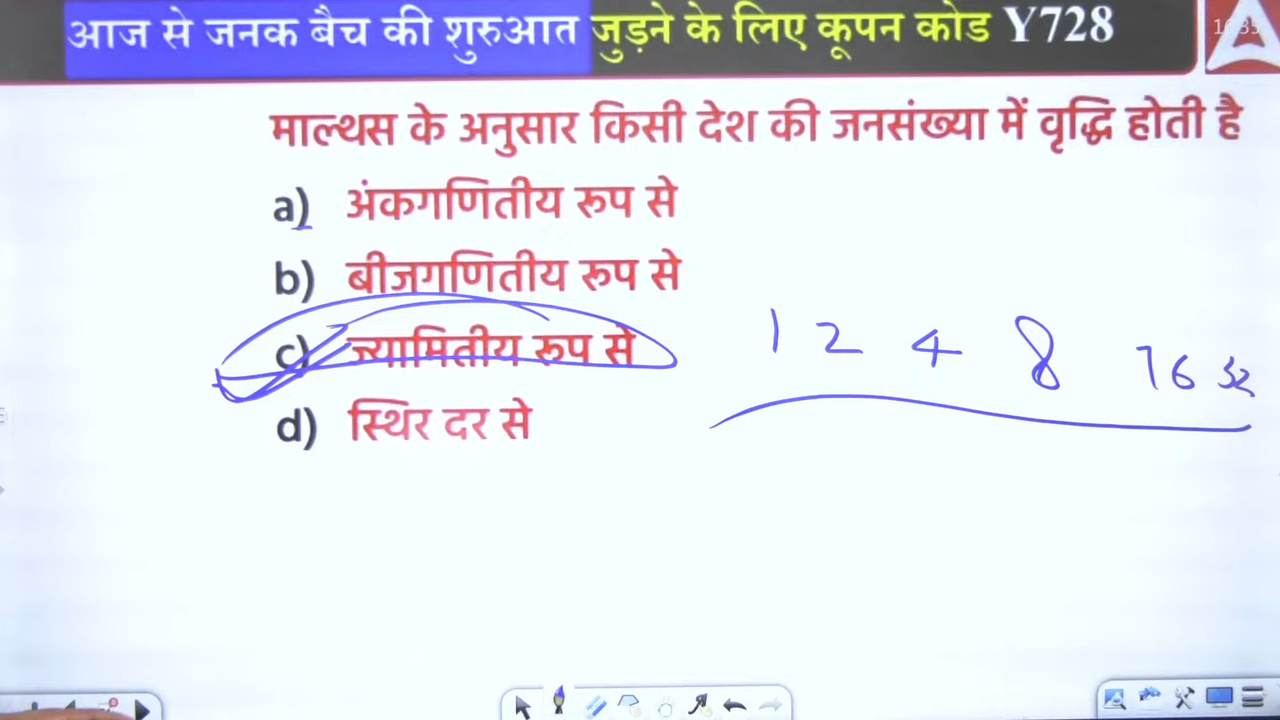 आज से जनक बैच की शुरुआत जुड़ने के लिए कूपन कोड Y728
माल्थस के अनुसार किसी देश की जनसंख्या में वृद्धि होती है
a) अंकगणितीय रूप से
b) बीजगणितीय रूप से
c) ज्यामितीय रूप से
1 2 4 8 16 32
d) स्थिर दर से